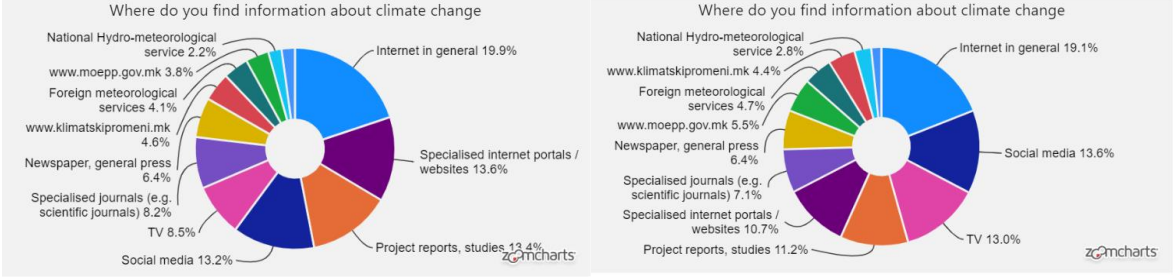 Where do you find information about climate change
National Hydro-meteorological
service 2.2%
www.moepp.gov.mk 3.8%
Foreign meteorological
services 4.1%
www.klimatskipromeni.mk
4.6%
Newspaper, general press
6.4%
Specialised journals (e.g.
scientific journals) 8.2%
TV 8.5%
Social media 13.2%
Internet in general 19.9%
Specialised internet portals /
websites 13.6%
Project reports, studies 13.4%
zoomcharts
Where do you find information about climate change
National Hydro-meteorological
service 2.8%
www.klimatskipromeni.mk 4.4%
Foreign meteorological
services 4.7%
www.moepp.gov.mk 5.5%
Newspaper, general press
6.4%
Specialised journals (e.g.
scientific journals) 7.1%
Specialised internet portals /
websites 10.7%
Project reports, studies 11.2%
Internet in general 19.1%
Social media 13.6%
TV 13.0%
zoomcharts